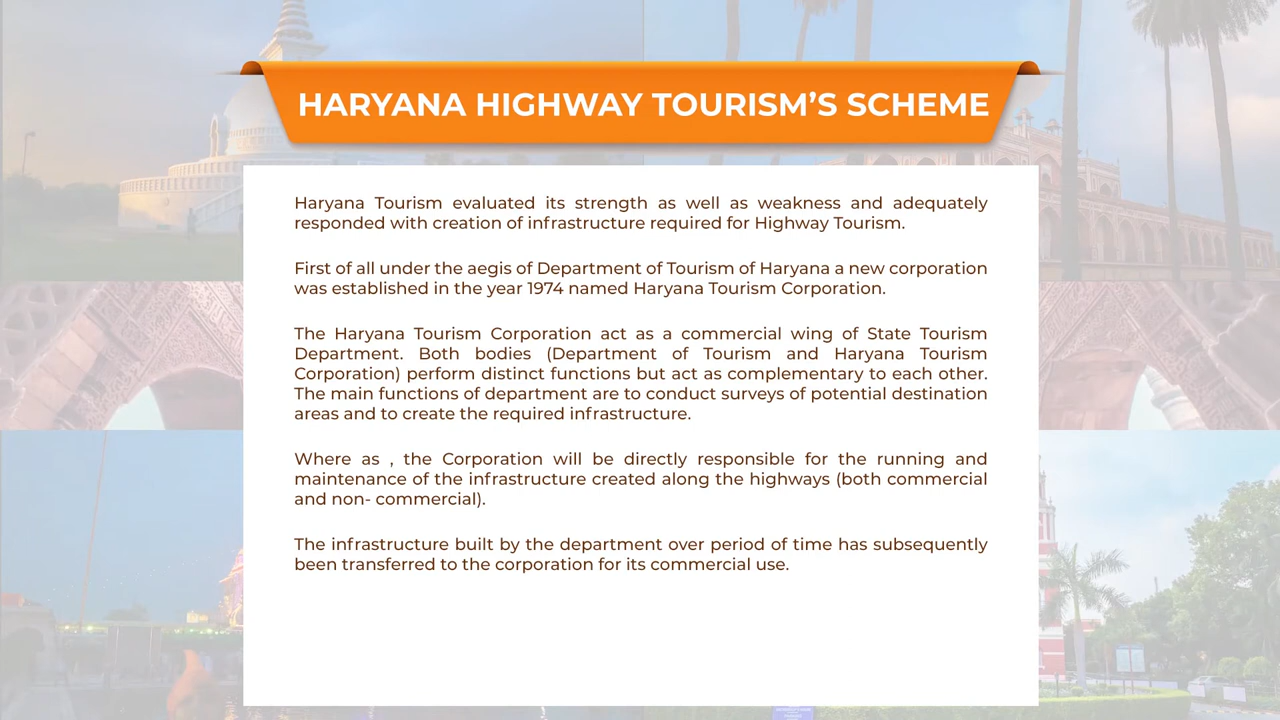 HARYANA HIGHWAY TOURISM’S SCHEME
Haryana Tourism evaluated its strength as well as weakness and adequately
responded with creation of infrastructure required for Highway Tourism.
First of all under the aegis of Department of Tourism of Haryana a new corporation
was established in the year 1974 named Haryana Tourism Corporation.
The Haryana Tourism Corporation act as a commercial wing of State Tourism
Department. Both bodies (Department of Tourism and Haryana Tourism
Corporation) perform distinct functions but act as complementary to each other.
The main functions of department are to conduct surveys of potential destination
areas and to create the required infrastructure.
Where as , the Corporation will be directly responsible for the running and
maintenance of the infrastructure created along the highways (both commercial
and non- commercial).
The infrastructure built by the department over period of time has subsequently
been transferred to the corporation for its commercial use.